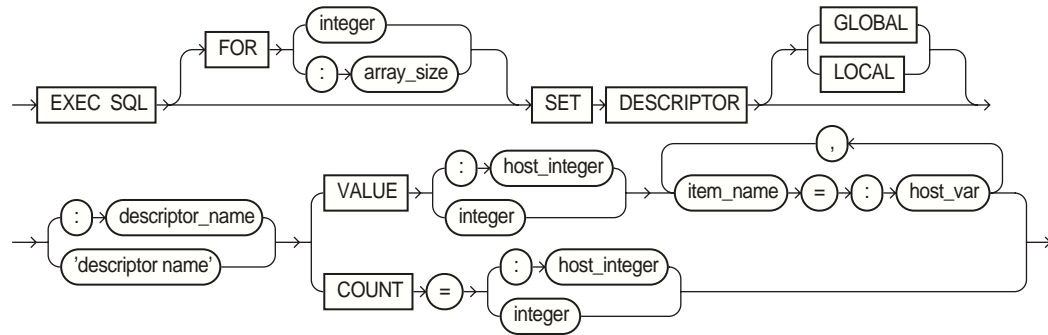 integer
FOR
: array_size
GLOBAL
LOCAL
EXEC SQL SET DESCRIPTOR
,
: host_integer
VALUE
integer
item_name = : host_var
: descriptor_name
'descriptor name'
: host_integer
COUNT =
integer